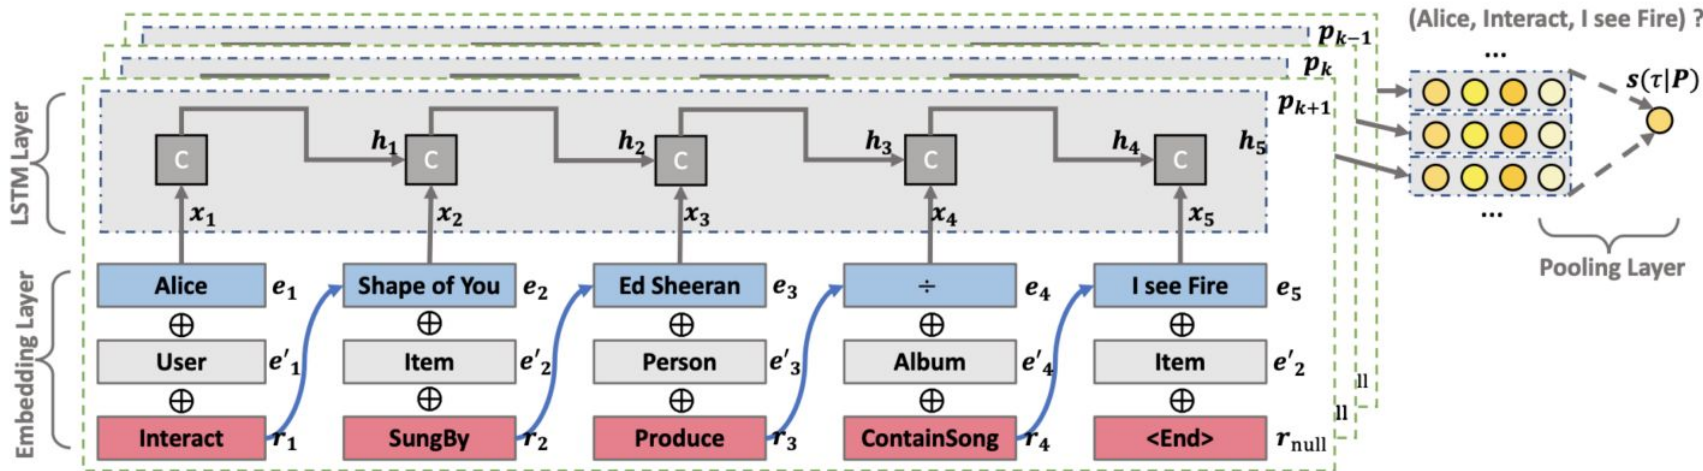 (Alice, Interact, I see Fire) ?
p_{k-1}
p_k
p_{k+1}
...
s(τ|P)
LSTM Layer
C C C C C
h_1 h_2 h_3 h_4 h_5
x_1 x_2 x_3 x_4 x_5
...
Pooling Layer
Embedding Layer
Alice e_1 Shape of You e_2 Ed Sheeran e_3 ÷ e_4 I see Fire e_5
⊕ ⊕ ⊕ ⊕ ⊕
User e'_1 Item e'_2 Person e'_3 Album e'_4 Item e'_2
ll
⊕ ⊕ ⊕ ⊕ ⊕
ll
Interact r_1 SungBy r_2 Produce r_3 ContainSong r_4 <End> r_null